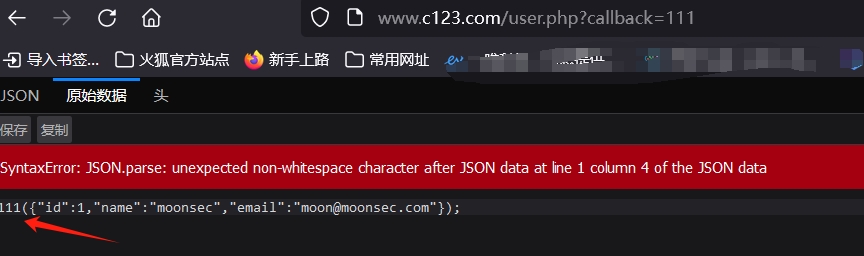 www.c123.com/user.php?callback=111
导入书签... 火狐官方站点 新手上路 常用网址
JSON 原始数据 头
保存 复制
SyntaxError: JSON.parse: unexpected non-whitespace character after JSON data at line 1 column 4 of the JSON data
111({"id":1,"name":"moonsec","email":"moon@moonsec.com"});